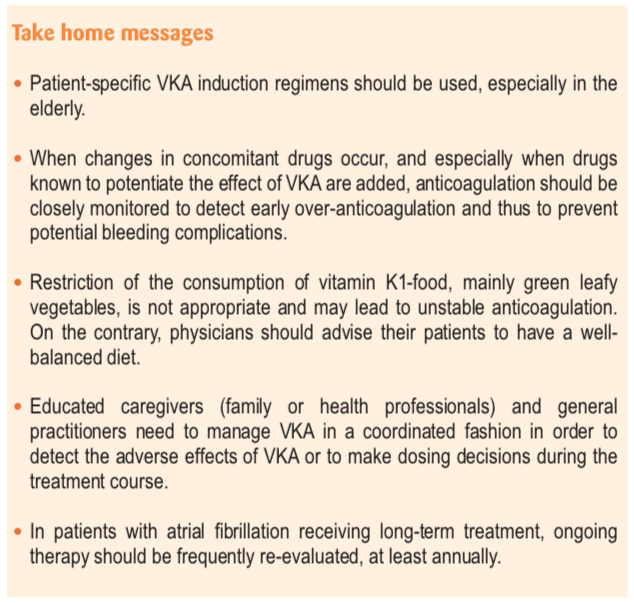 Take home messages
• Patient-specific VKA induction regimens should be used, especially in the
elderly.
• When changes in concomitant drugs occur, and especially when drugs
known to potentiate the effect of VKA are added, anticoagulation should be
closely monitored to detect early over-anticoagulation and thus to prevent
potential bleeding complications.
• Restriction of the consumption of vitamin K1-food, mainly green leafy
vegetables, is not appropriate and may lead to unstable anticoagulation.
On the contrary, physicians should advise their patients to have a well-
balanced diet.
• Educated caregivers (family or health professionals) and general
practitioners need to manage VKA in a coordinated fashion in order to
detect the adverse effects of VKA or to make dosing decisions during the
treatment course.
• In patients with atrial fibrillation receiving long-term treatment, ongoing
therapy should be frequently re-evaluated, at least annually.